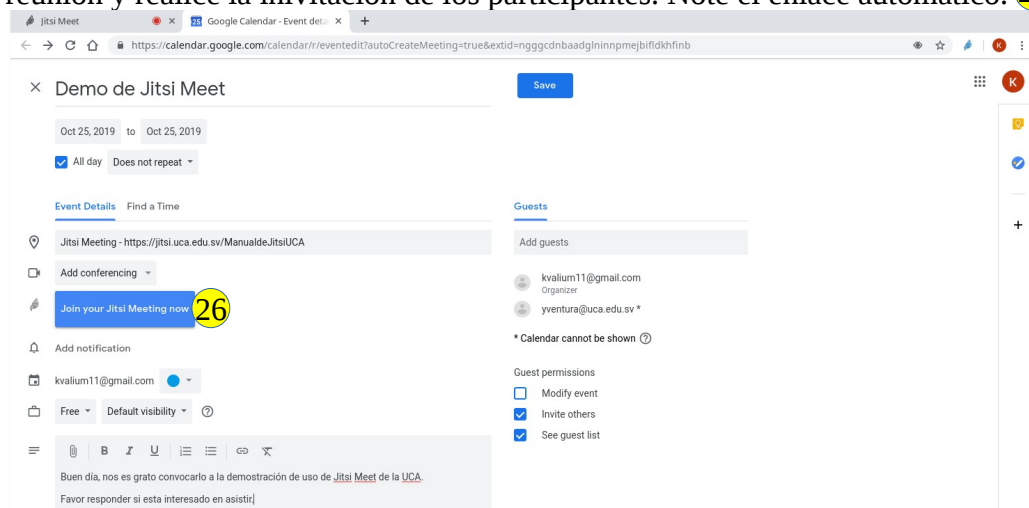 reunión y realice la invitación de los participantes. Note el enlace automático.
Jitsi Meet
Google Calendar - Event deta
https://calendar.google.com/calendar/r/eventedit?autoCreateMeeting=true&extid=ngggcdnbaadglninnpmejbifldkhfinb
K
Demo de Jitsi Meet
Save
K
Oct 25, 2019 to Oct 25, 2019
All day Does not repeat
Event Details Find a Time
Guests
Jitsi Meeting - https://jitsi.uca.edu.sv/ManualdeJitsiUCA
Add guests
Add conferencing
kvalium11@gmail.com
Organizer
Join your Jitsi Meeting now 26
yventura@uca.edu.sv *
* Calendar cannot be shown ?
Add notification
Guest permissions
kvalium11@gmail.com
Modify event
Free Default visibility ?
Invite others
See guest list
B I U
Buen día, nos es grato convocarlo a la demostración de uso de Jitsi Meet de la UCA.
Favor responder si esta interesado en asistir.